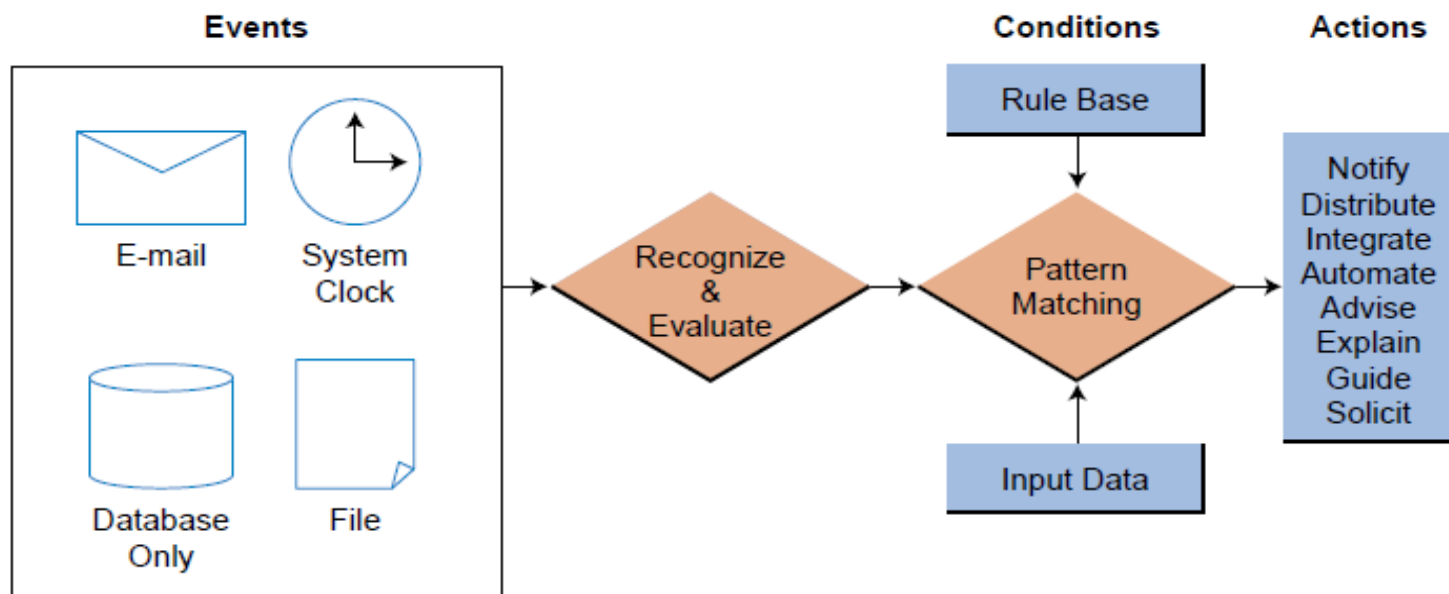 Events
Conditions
Actions
E-mail
System
Clock
Database
Only
File
Recognize
&
Evaluate
Rule Base
Pattern
Matching
Input Data
Notify
Distribute
Integrate
Automate
Advise
Explain
Guide
Solicit